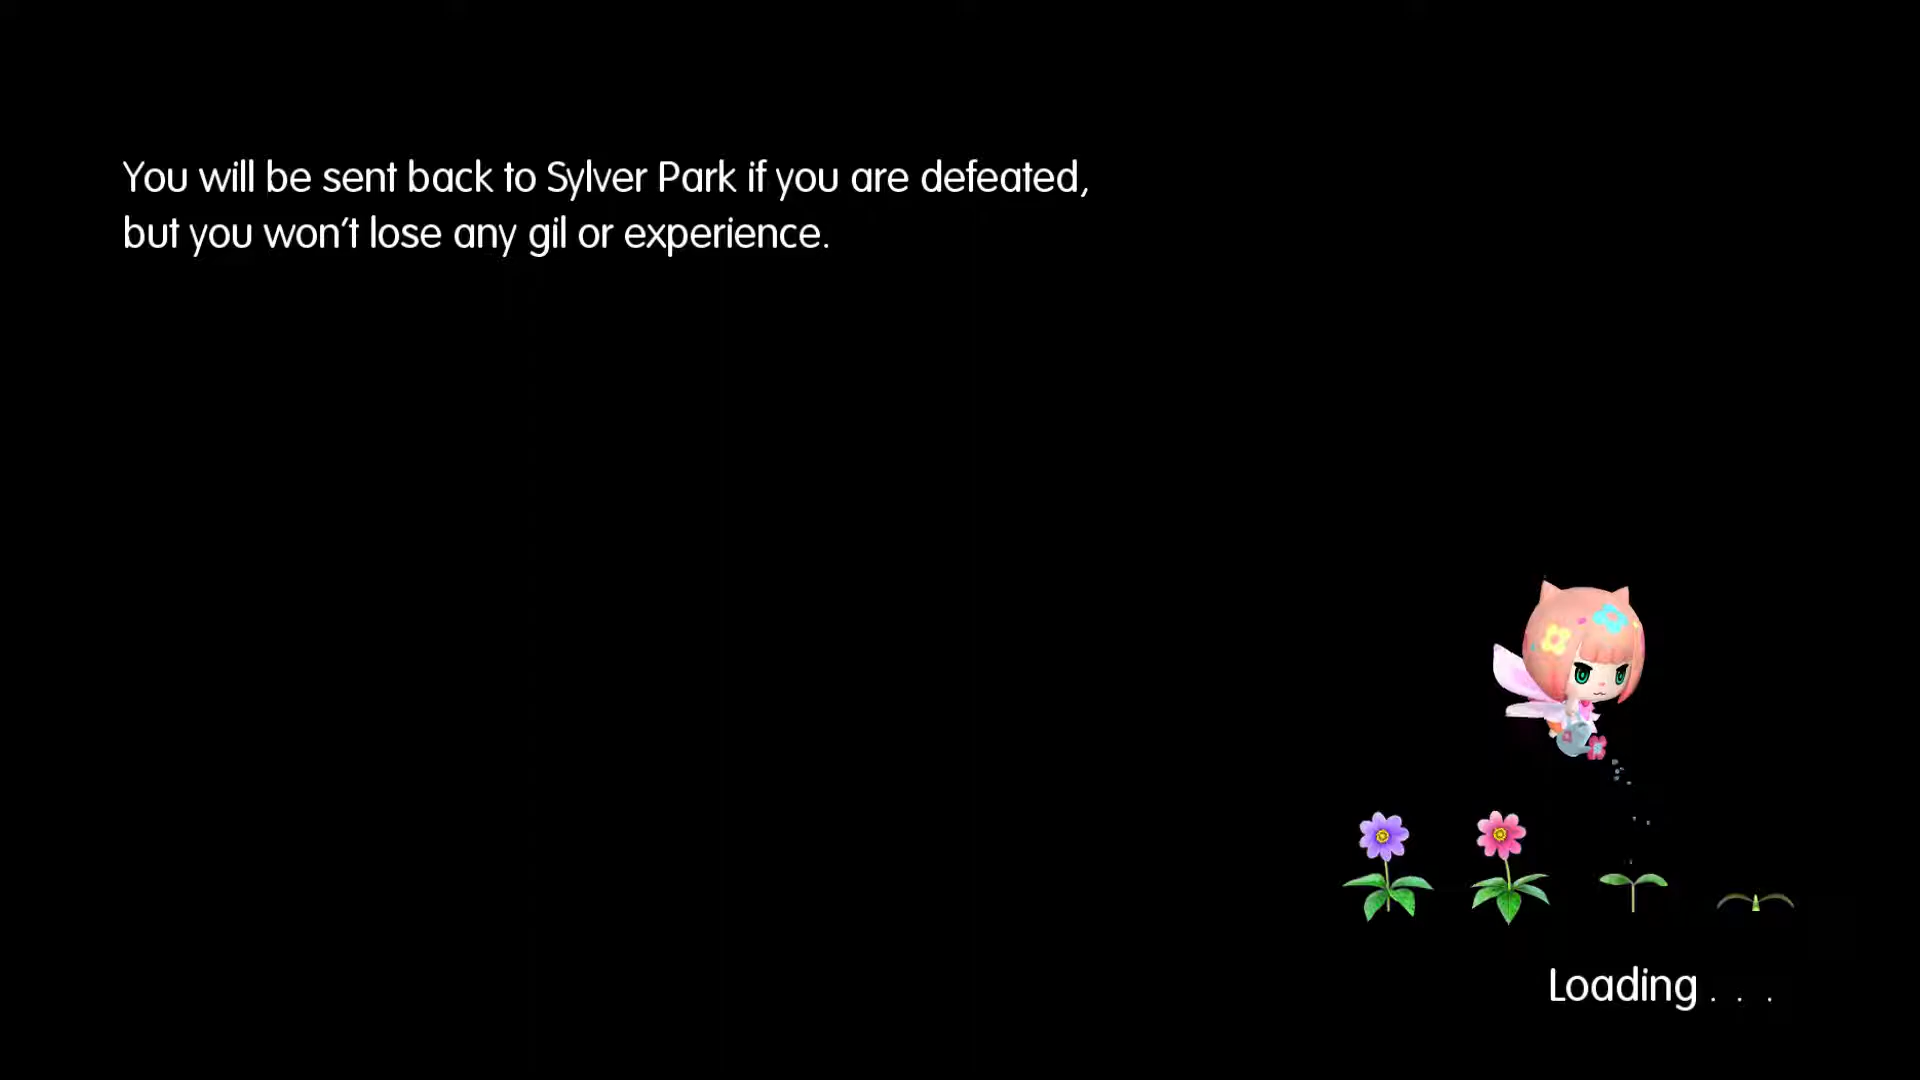 You will be sent back to Sylver Park if you are defeated,
but you won't lose any gil or experience.
Loading . . .